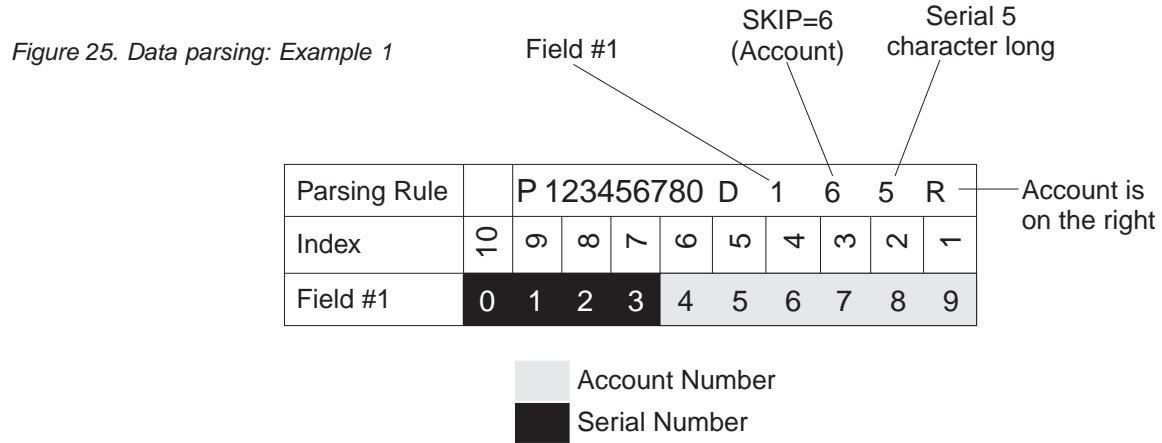 Figure 25. Data parsing: Example 1
Field #1
SKIP=6
(Account)
Serial 5
character long
Parsing Rule P 123456780 D 1 6 5 R
Account is
on the right
Index 10 9 8 7 6 5 4 3 2 1
Field #1 0 1 2 3 4 5 6 7 8 9
Account Number
Serial Number